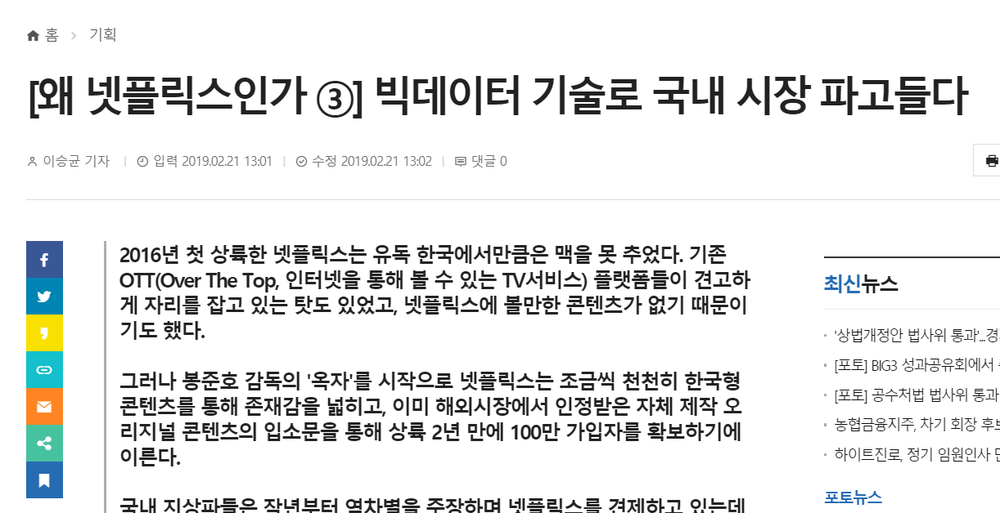 홈 > 기획
[왜 넷플릭스인가 ③] 빅데이터 기술로 국내 시장 파고들다
이승균 기자 | 입력 2019.02.21 13:01 | 수정 2019.02.21 13:02 | 댓글 0
2016년 첫 상륙한 넷플릭스는 유독 한국에서만큼은 맥을 못 추었다. 기존
OTT(Over The Top, 인터넷을 통해 볼 수 있는 TV서비스) 플랫폼들이 견고하
게 자리를 잡고 있는 탓도 있었고, 넷플릭스에 볼만한 콘텐츠가 없기 때문이
기도 했다.
그러나 봉준호 감독의 '옥자'를 시작으로 넷플릭스는 조금씩 천천히 한국형
콘텐츠를 통해 존재감을 넓히고, 이미 해외시장에서 인정받은 자체 제작 오
리지널 콘텐츠의 입소문을 통해 상륙 2년 만에 100만 가입자를 확보하기에
이른다.
국내 지상파들은 작년부터 역차별을 주장하며 넷플릭스를 견제하고 있는데
최신뉴스
'상법개정안 법사위 통과'...
[포토] BIG3 성과공유회에서
[포토] 공수처법 법사위 통과
농협금융지주, 차기 회장
하이트진로, 정기 임원인사
포토뉴스